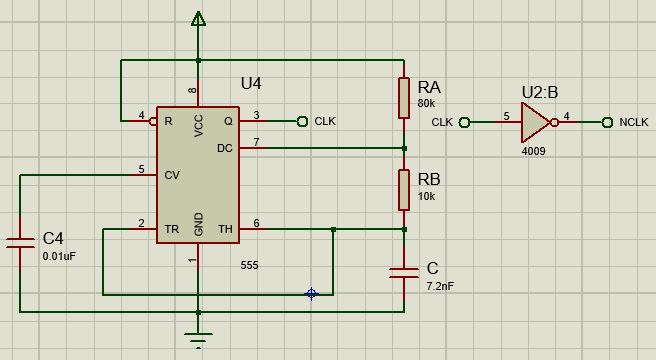 U4
RA
80k
8
VCC
4
R
Q
3
CLK
DC
7
U2:B
CLK
5
4
NCLK
4009
5
CV
RB
10k
2
TR
GND
TH
6
C4
0.01uF
1
555
C
7.2nF